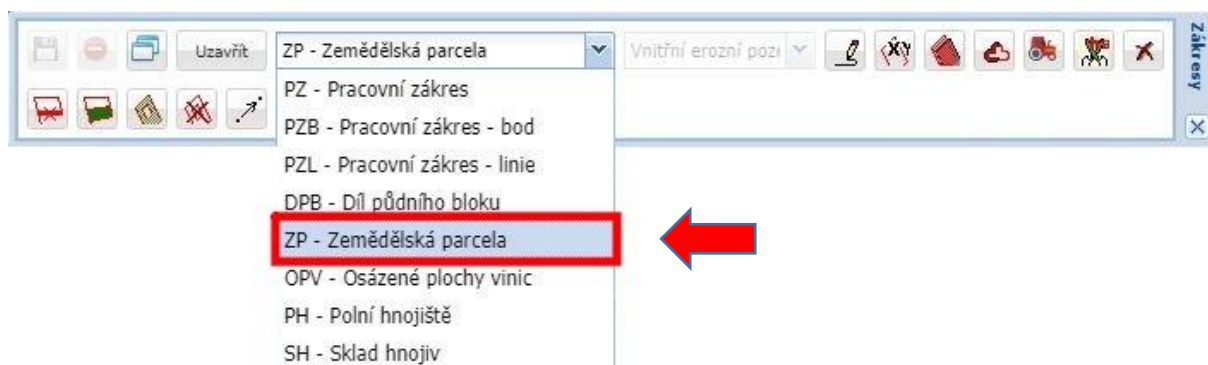 Uzavřít
ZP - Zemědělská parcela
Vnitřní erozní poze
Zákresy
PZ - Pracovní zákres
PZB - Pracovní zákres - bod
PZL - Pracovní zákres - linie
DPB - Díl půdního bloku
ZP - Zemědělská parcela
OPV - Osázené plochy vinic
PH - Polní hnojiště
SH - Sklad hnojiv